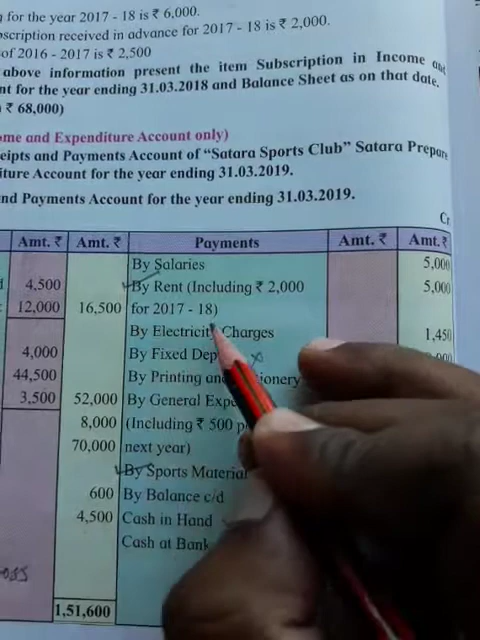 for the year 2017 - 18 is ₹ 6,000.
scription received in advance for 2017 - 18 is ₹ 2,000.
of 2016 - 2017 is ₹ 2,500
above information present the item Subscription in Income
nt for the year ending 31.03.2018 and Balance Sheet as on that date.
₹ 68,000)
me and Expenditure Account only)
eipts and Payments Account of "Satara Sports Club" Satara Prepare
iture Account for the year ending 31.03.2019.
nd Payments Account for the year ending 31.03.2019.
Cr
Amt. ₹ Amt. ₹ Payments Amt. ₹ Amt. ₹
By Salaries 5,000
4,500 By Rent (Including ₹ 2,000 5,000
12,000 16,500 for 2017 - 18)
By Electricity Charges 1,450
4,000 By Fixed Dep
44,500 By Printing and tionery
3,500 52,000 By General Expe
8,000 (Including ₹ 500 p
70,000 next year)
By Sports Material
600 By Balance c/d
4,500 Cash in Hand
Cash at Bank
1,51,600